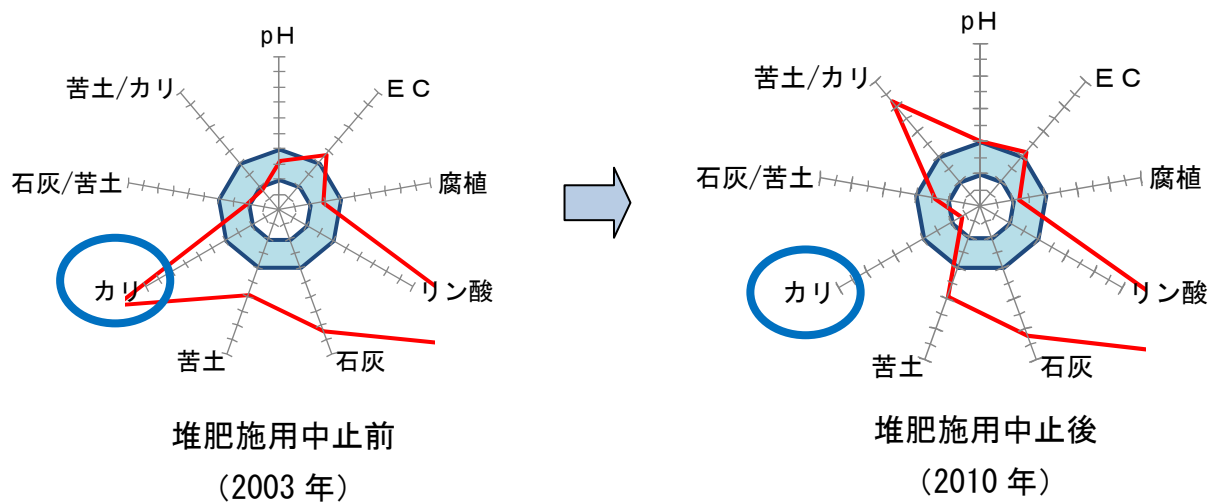 pH
ＥＣ
腐植
リン酸
石灰
苦土
カリ
石灰/苦土
苦土/カリ
堆肥施用中止前
（2003 年）
pH
ＥＣ
腐植
リン酸
石灰
苦土
カリ
石灰/苦土
苦土/カリ
堆肥施用中止後
（2010 年）